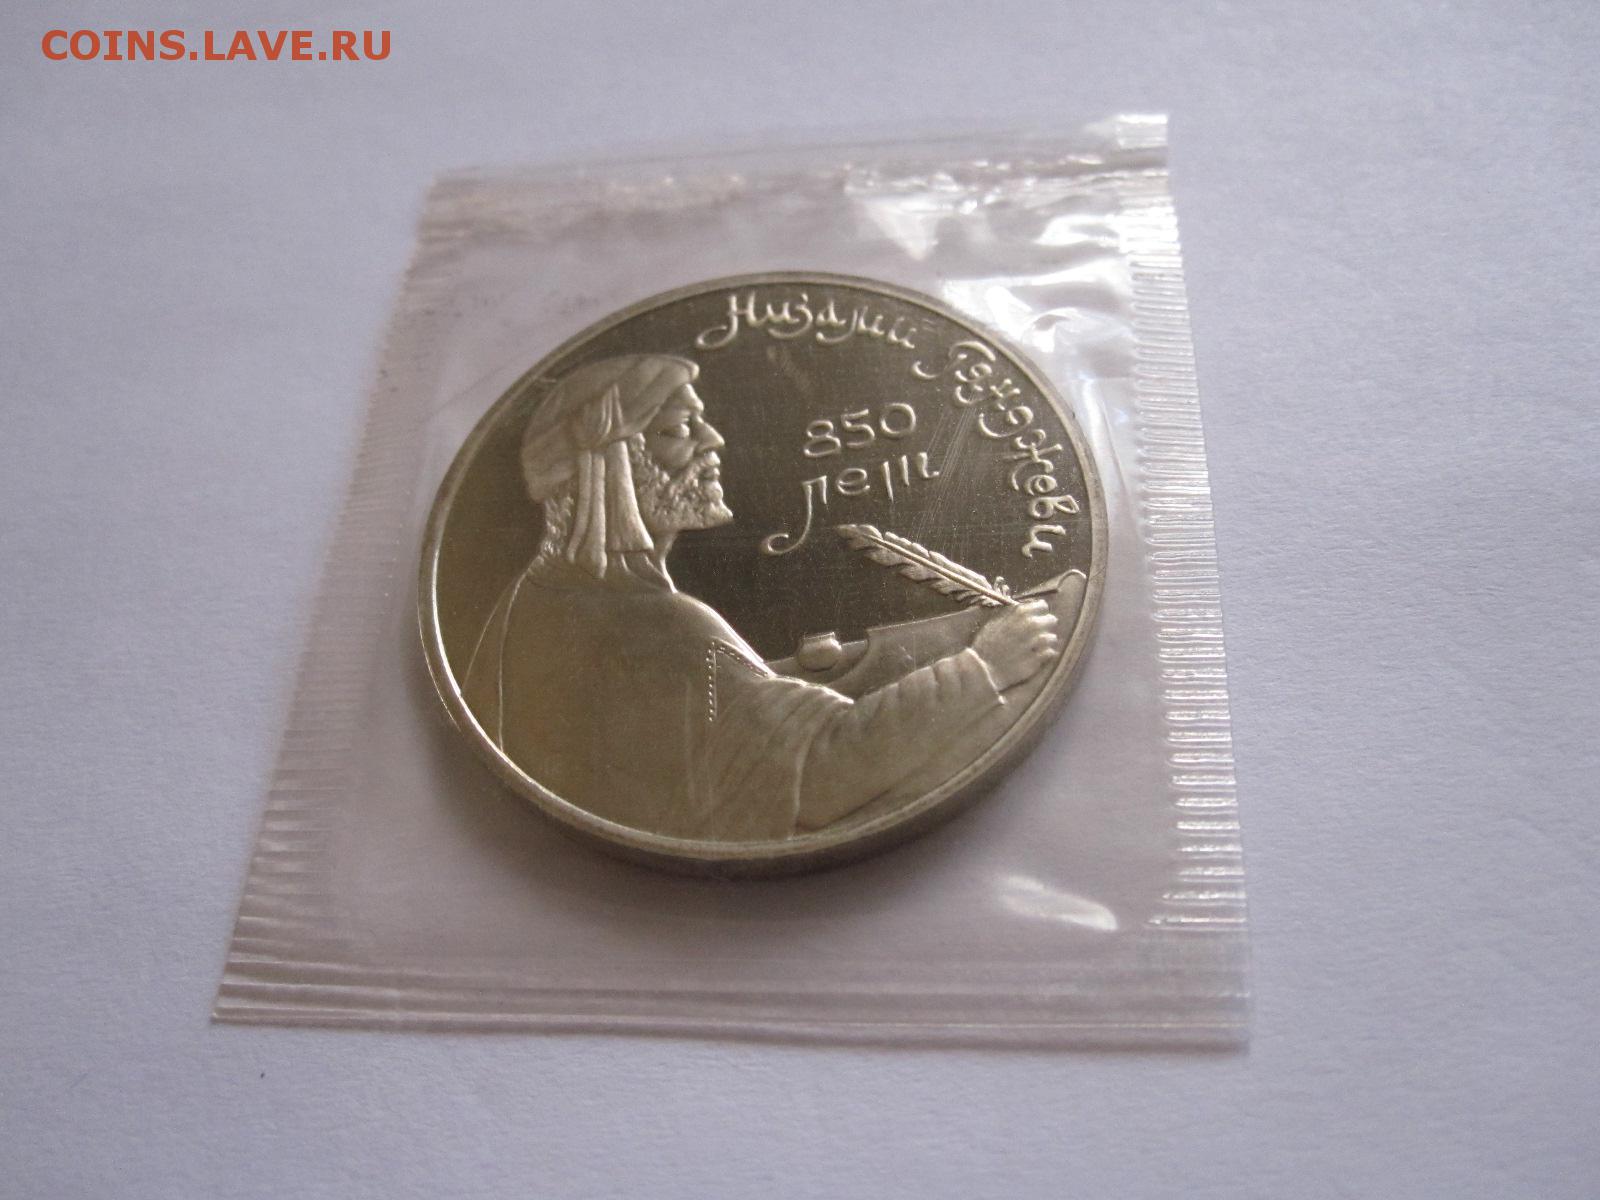 COINS.LAVE.RU
Низами Гянджеви
850
лет